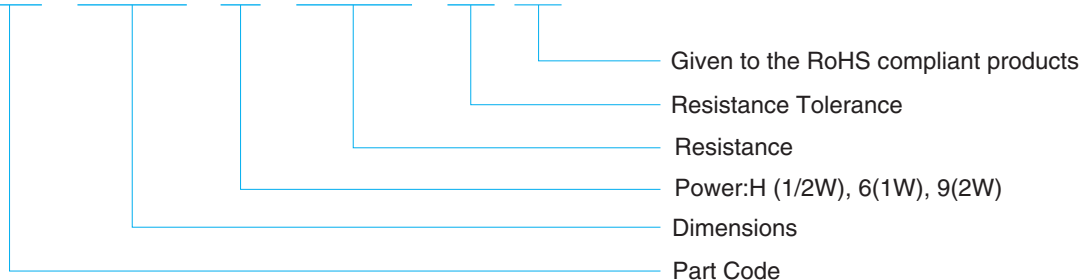 Given to the RoHS compliant products
Resistance Tolerance
Resistance
Power:H (1/2W), 6(1W), 9(2W)
Dimensions
Part Code